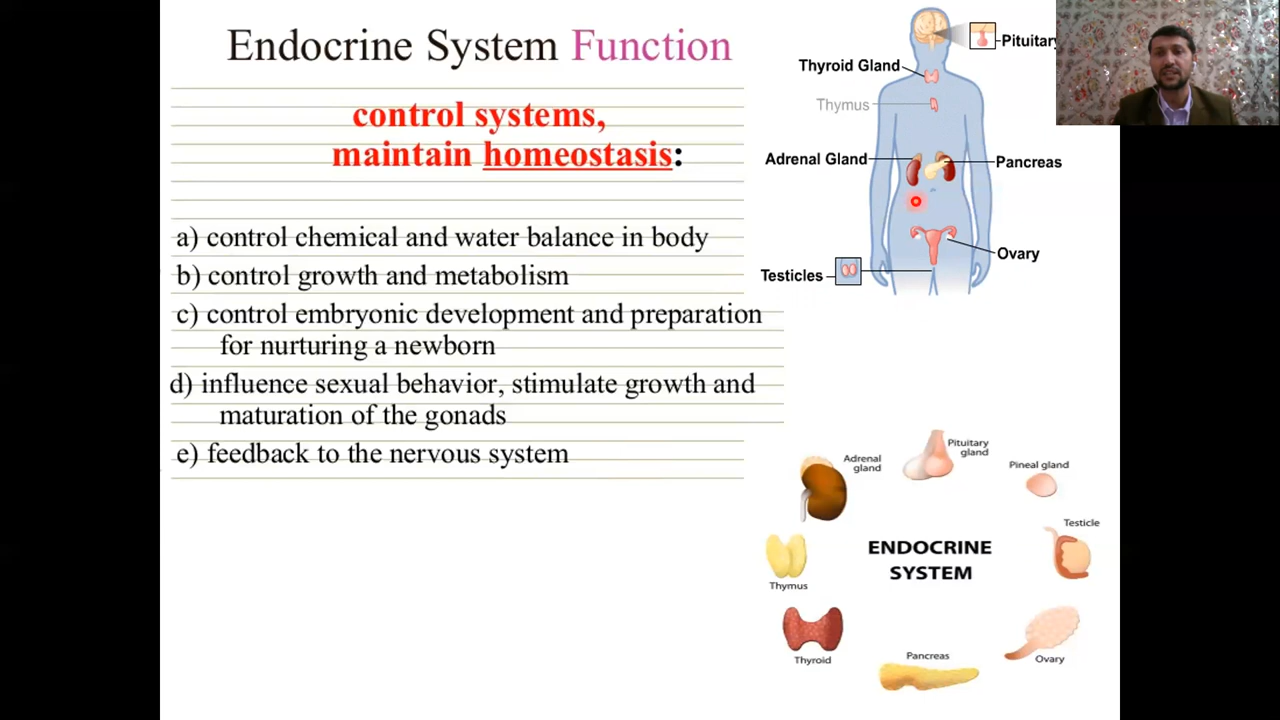 Endocrine System Function
control systems,
maintain homeostasis:
a) control chemical and water balance in body
b) control growth and metabolism
c) control embryonic development and preparation
for nurturing a newborn
d) influence sexual behavior, stimulate growth and
maturation of the gonads
e) feedback to the nervous system
Pituitary
Thyroid Gland
Thymus
Adrenal Gland
Pancreas
Ovary
Testicles
Pituitary
gland
Adrenal
gland
Pineal gland
Testicle
ENDOCRINE
SYSTEM
Thymus
Thyroid
Pancreas
Ovary